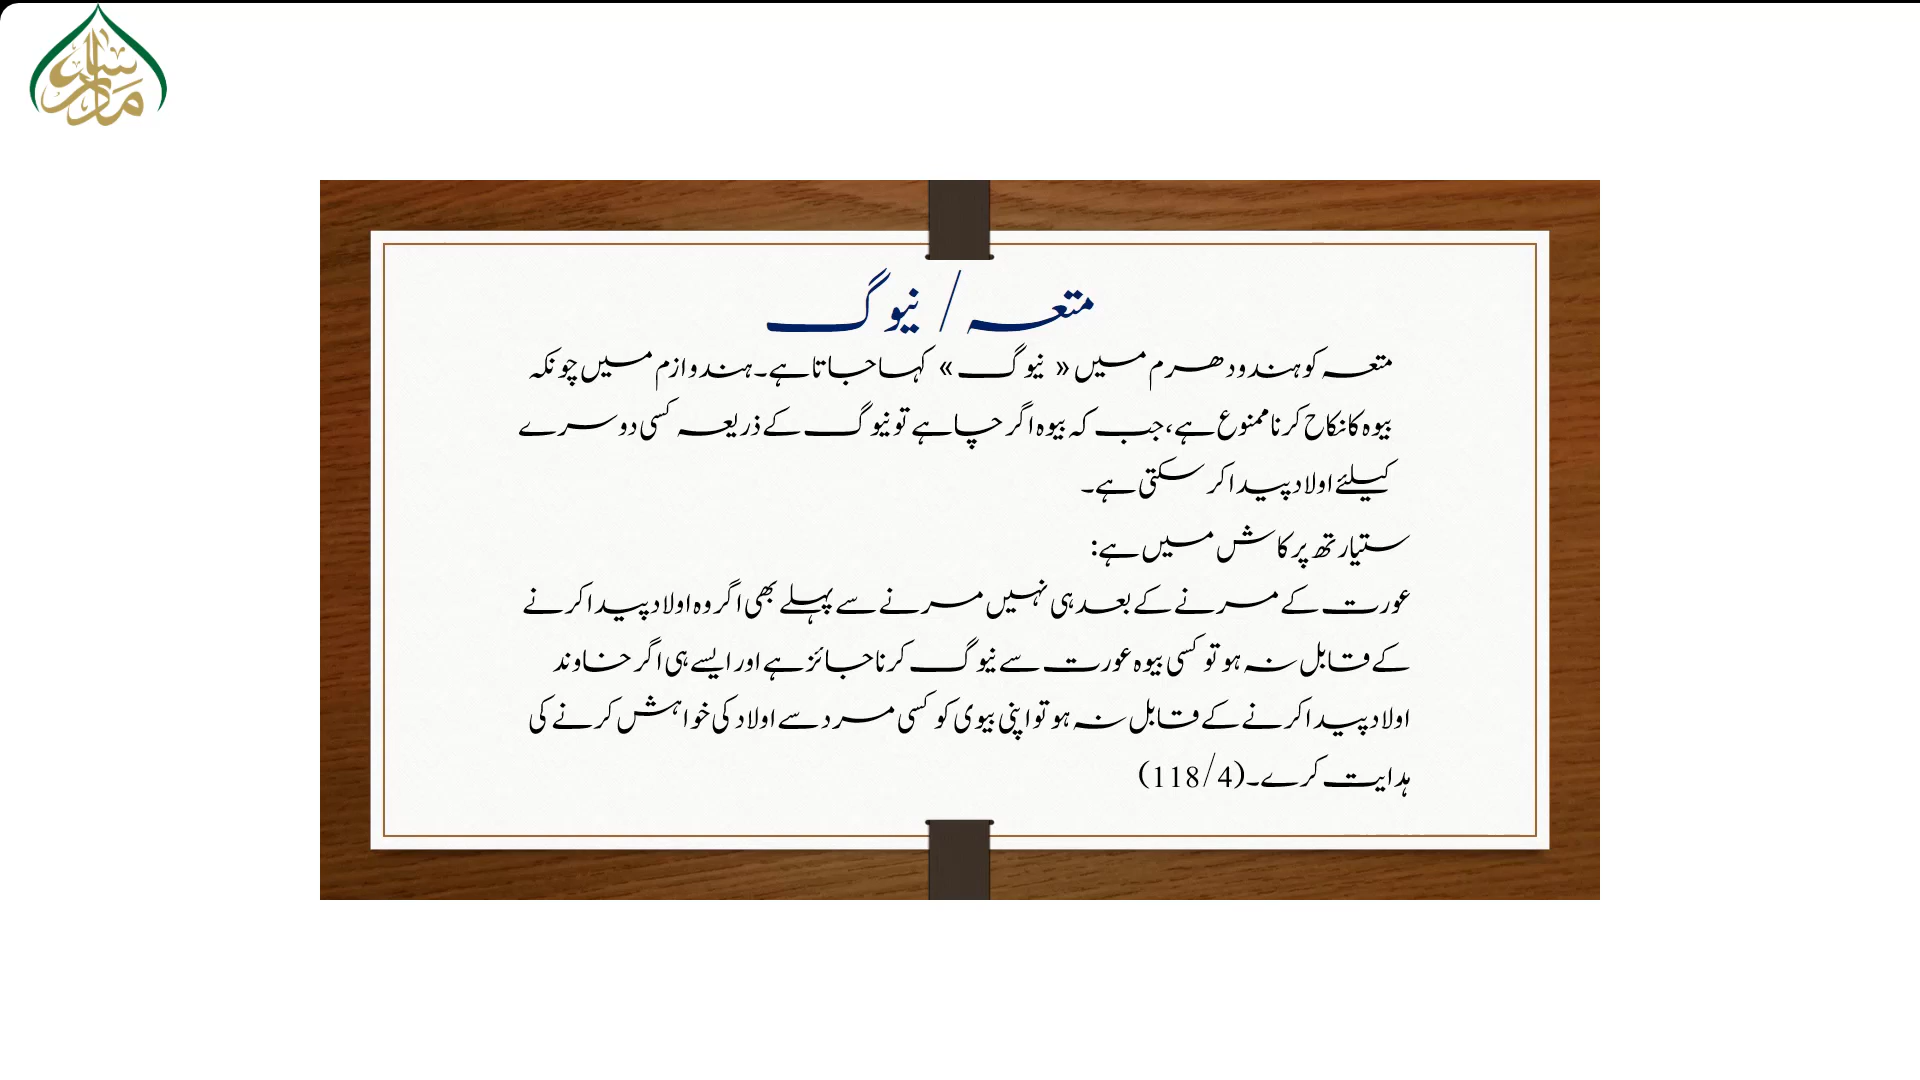 متعہ / نیوگ
متعہ کو ہندو دھرم میں « نیوگ » کہا جاتا ہے۔ ہندوازم میں چونکہ
بیوہ کا نکاح کرنا ممنوع ہے، جب کہ بیوہ اگر چاہے تو نیوگ کے ذریعہ کسی دوسرے
کیلئے اولاد پیدا کر سکتی ہے۔
ستیارتھ پرکاش میں ہے:
عورت کے مرنے کے بعد ہی نہیں مرنے سے پہلے بھی اگر وہ اولاد پیدا کرنے
کے قابل نہ ہو تو کسی بیوہ عورت سے نیوگ کرنا جائز ہے اور ایسے ہی اگر خاوند
اولاد پیدا کرنے کے قابل نہ ہو تو اپنی بیوی کو کسی مرد سے اولاد کی خواہش کرنے کی
ہدایت کرے۔(118/4)